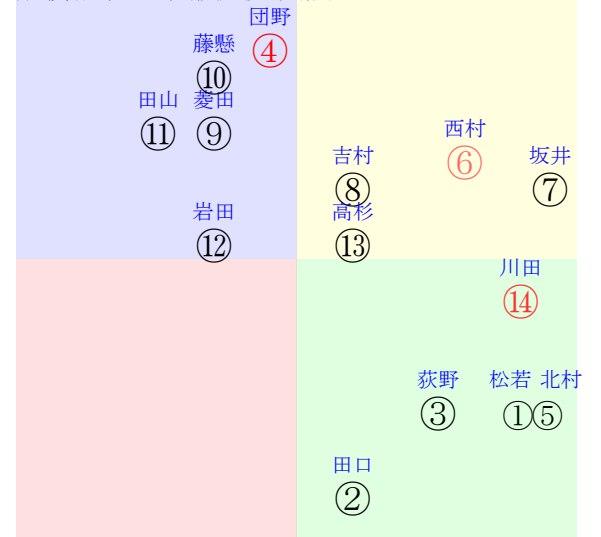 団野
④
藤懸
⑩
田山 菱田
⑪ ⑨
西村
⑥
吉村
⑧
坂井
⑦
岩田
⑫
高杉
⑬
川田
⑭
荻野
③
松若 北村
①⑤
田口
②